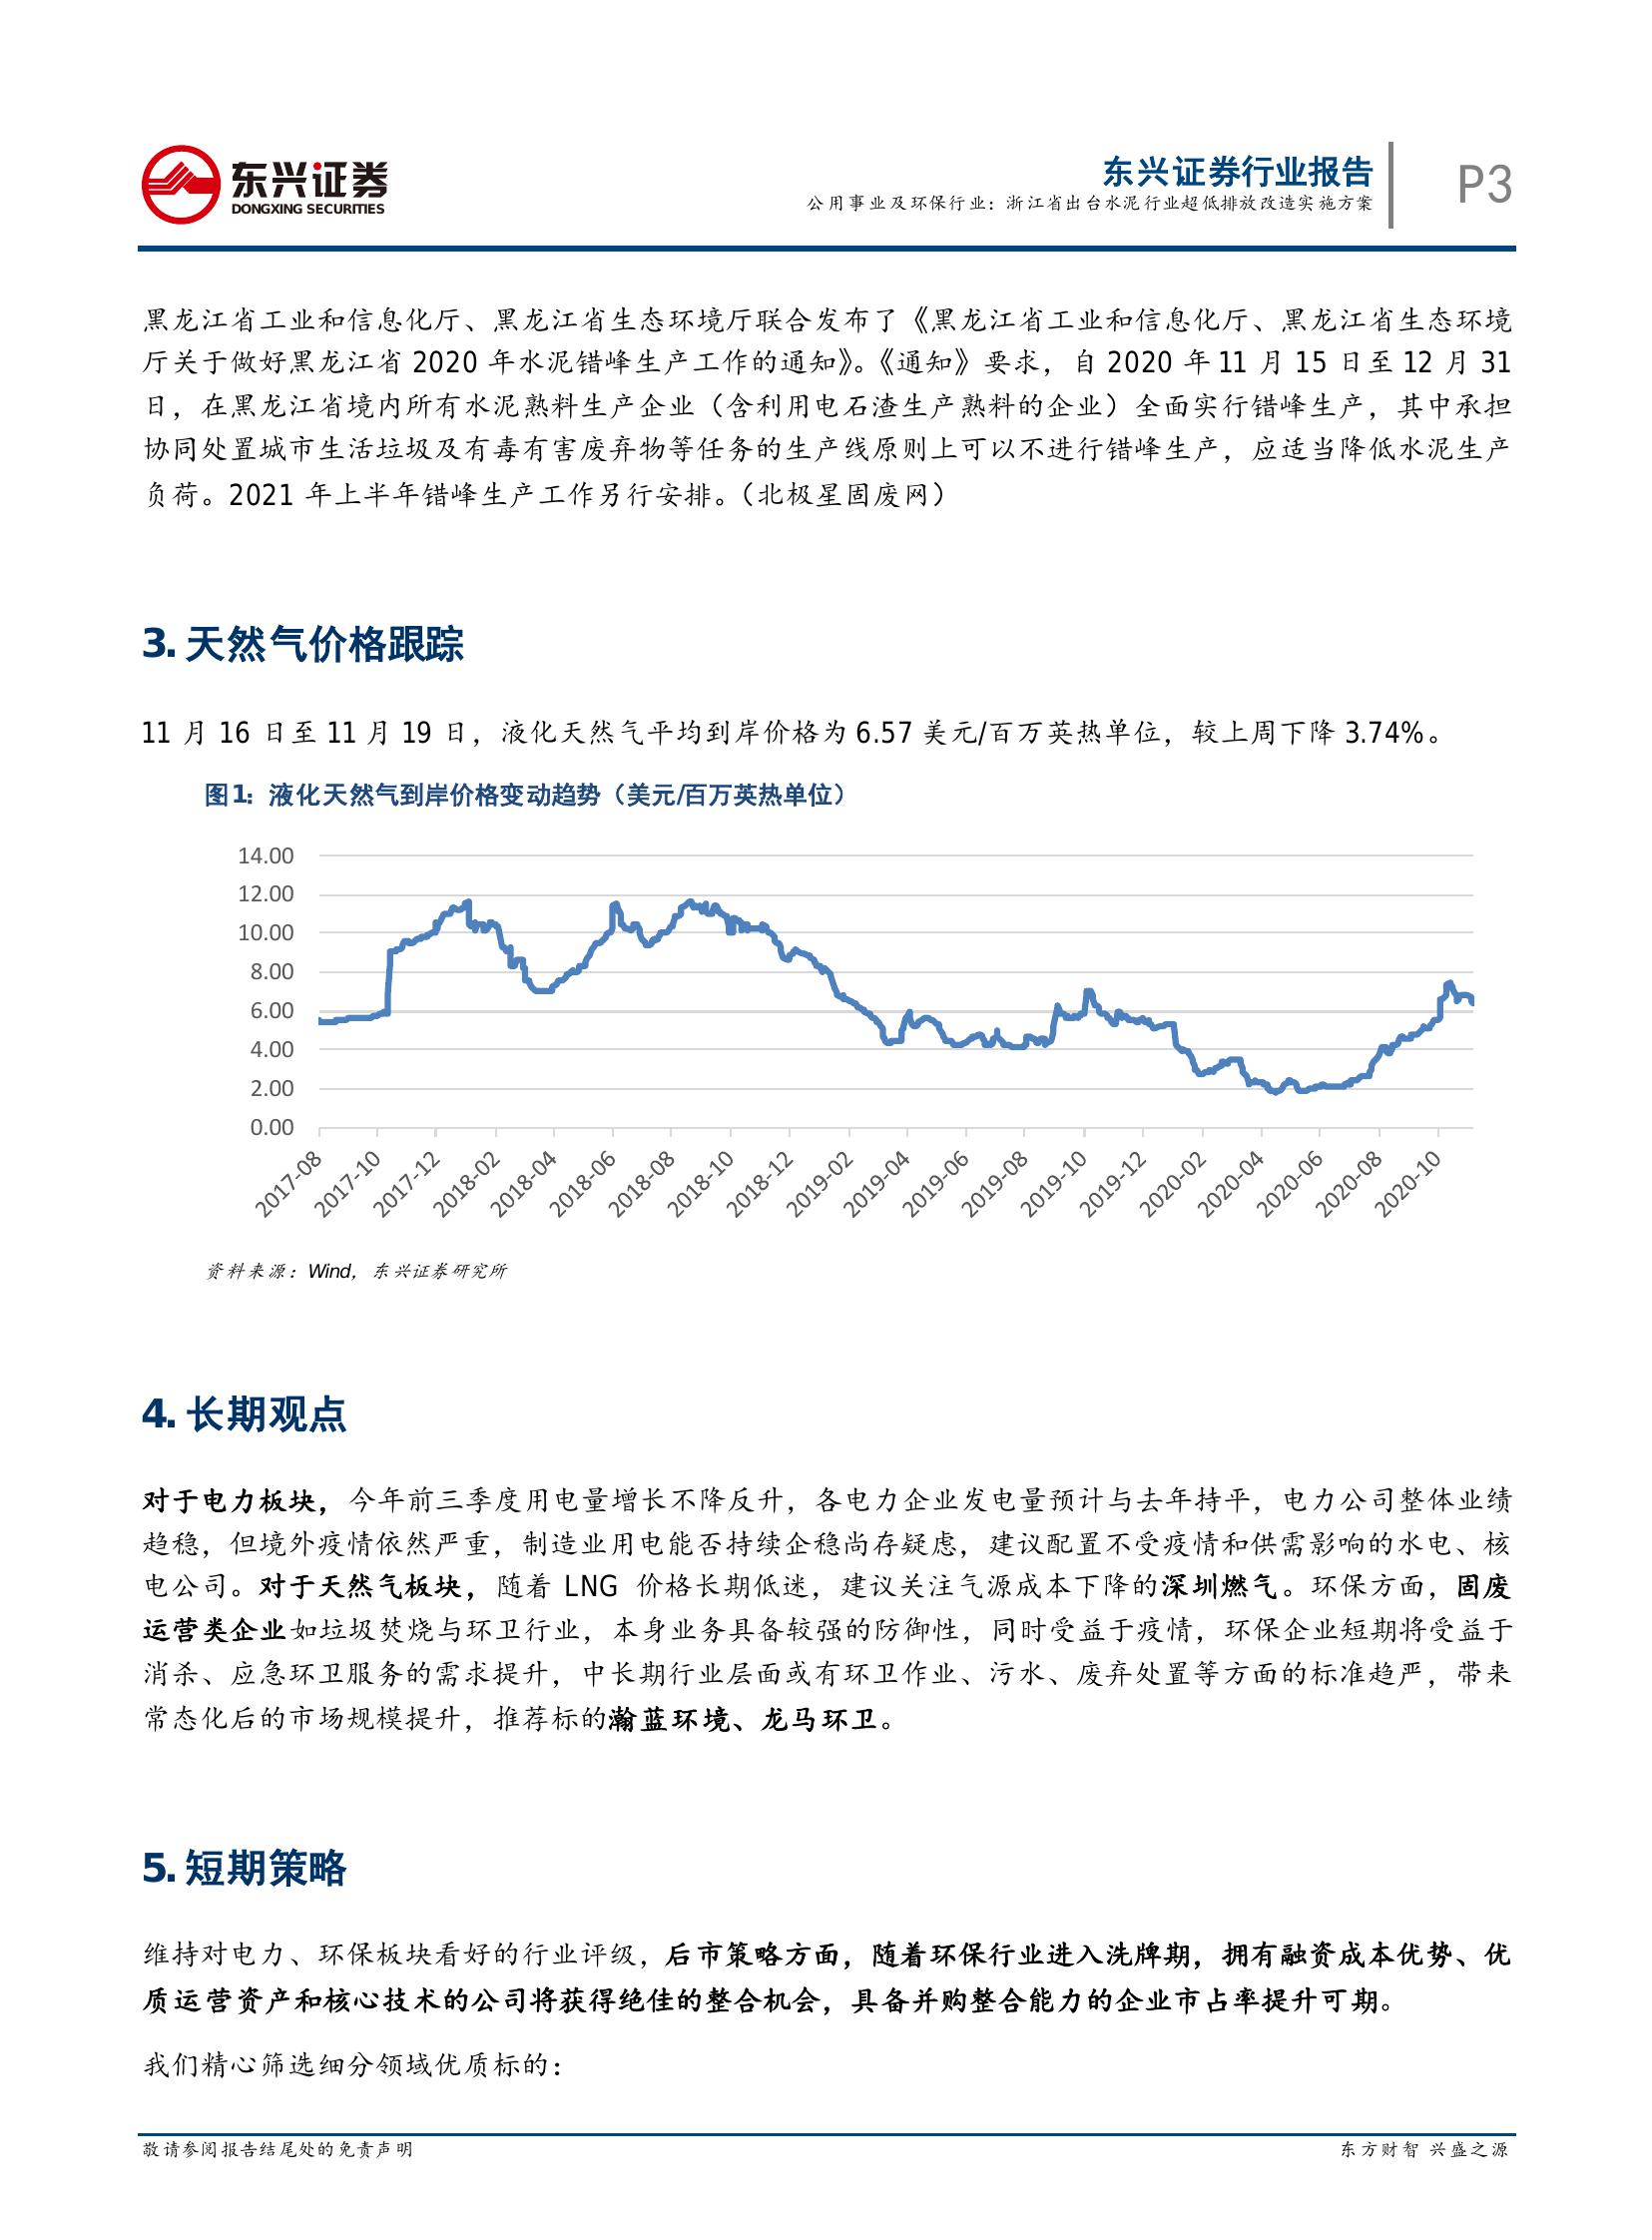 东兴证券
DONGXING SECURITIES
东兴证券行业报告
公用事业及环保行业：浙江省出台水泥行业超低排放改造实施方案
P3
黑龙江省工业和信息化厅、黑龙江省生态环境厅联合发布了《黑龙江省工业和信息化厅、黑龙江省生态环境
厅关于做好黑龙江省 2020 年水泥错峰生产工作的通知》。《通知》要求，自 2020 年 11 月 15 日至 12 月 31
日，在黑龙江省境内所有水泥熟料生产企业（含利用电石渣生产熟料的企业）全面实行错峰生产，其中承担
协同处置城市生活垃圾及有毒有害废弃物等任务的生产线原则上可以不进行错峰生产，应适当降低水泥生产
负荷。2021 年上半年错峰生产工作另行安排。（北极星固废网）
3. 天然气价格跟踪
11 月 16 日至 11 月 19 日，液化天然气平均到岸价格为 6.57 美元/百万英热单位，较上周下降 3.74%。
图1：液化天然气到岸价格变动趋势（美元/百万英热单位）
14.00
12.00
10.00
8.00
6.00
4.00
2.00
0.00
2017-08
2017-10
2017-12
2018-02
2018-04
2018-06
2018-08
2018-10
2018-12
2019-02
2019-04
2019-06
2019-08
2019-10
2019-12
2020-02
2020-04
2020-06
2020-08
2020-10
资料来源：Wind，东兴证券研究所
4. 长期观点
对于电力板块，今年前三季度用电量增长不降反升，各电力企业发电量预计与去年持平，电力公司整体业绩
趋稳，但境外疫情依然严重，制造业用电能否持续企稳尚存疑虑，建议配置不受疫情和供需影响的水电、核
电公司。对于天然气板块，随着 LNG 价格长期低迷，建议关注气源成本下降的深圳燃气。环保方面，固废
运营类企业如垃圾焚烧与环卫行业，本身业务具备较强的防御性，同时受益于疫情，环保企业短期将受益于
消杀、应急环卫服务的需求提升，中长期行业层面或有环卫作业、污水、废弃处置等方面的标准趋严，带来
常态化后的市场规模提升，推荐标的瀚蓝环境、龙马环卫。
5. 短期策略
维持对电力、环保板块看好的行业评级，后市策略方面，随着环保行业进入洗牌期，拥有融资成本优势、优
质运营资产和核心技术的公司将获得绝佳的整合机会，具备并购整合能力的企业市占率提升可期。
我们精心筛选细分领域优质标的：
敬请参阅报告结尾处的免责声明
东方财智 兴盛之源